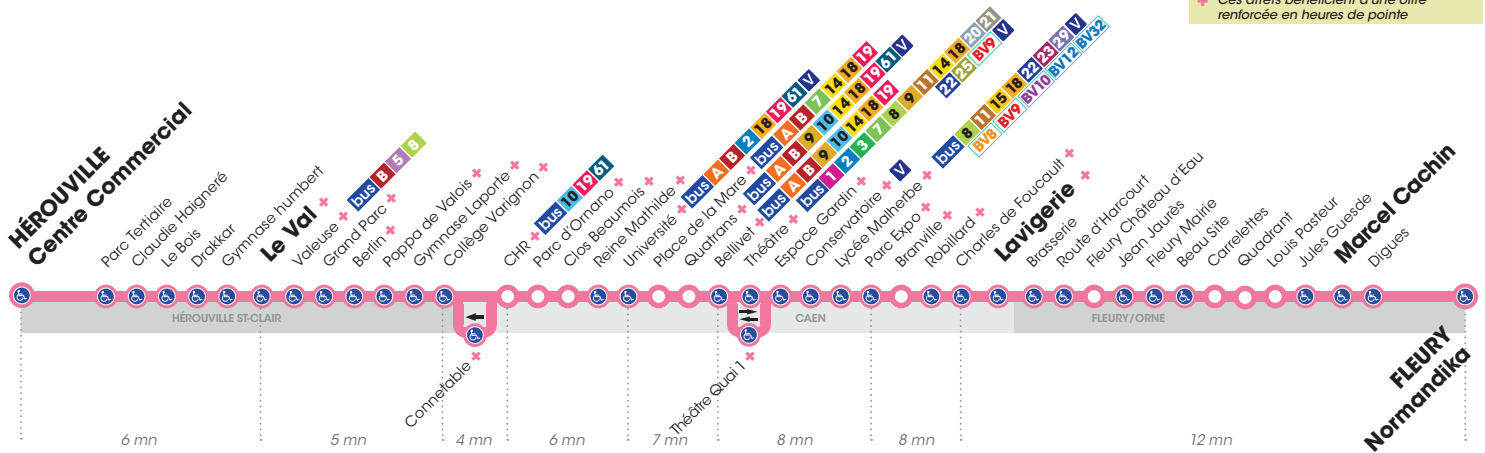 Ces arrêts bénéficient d'une offre
renforcée en heures de pointe
HÉROUVILLE
Centre Commercial
Parc Tertiaire
Claudie Haigneré
Le Bois
Drakkar
Gymnasse humbert
Le Val
Valeuse
bus B 5 8
Grand Parc
Berlin
Poppa de Valois
Gymnasse Laporte
Collège Varignon
CHR
bus 10 19 61
Parc d'Ornano
Clos Beaumois
Reine Mathilde
Université
bus A B 2 18 19 61 V
Place de la Mare
bus A B 7 14 18 19
Quatrans
bus A B 9 10 14 18 19 61 V
Bellivet
bus A B 9 10 14 18 19
Théâtre
bus 1 2 3 7 8 9 11 14 18 20 21
22 25 BV9 V
Espace Gardin
Conservatoire
V
Lycée Malherbe
bus 8 11 15 18 22 23 29 V
BV8 BV9 BV10 BV12 BV32
Parc Expo
Branville
Robillard
Charles de Foucault
Lavigerie
Brasserie
Route d'Harcourt
Fleury Château d'Eau
Jean Jaurès
Fleury Mairie
Beau Site
Carrelettes
Quadrant
Louis Pasteur
Jules Guesde
Marcel Cachin
Digues
HÉROUVILLE ST-CLAIR
CAEN
FLEURY/ORNE
Connetable
Théâtre Quai 1
FLEURY
Normandika
6 mn
5 mn
4 mn
6 mn
7 mn
8 mn
8 mn
12 mn